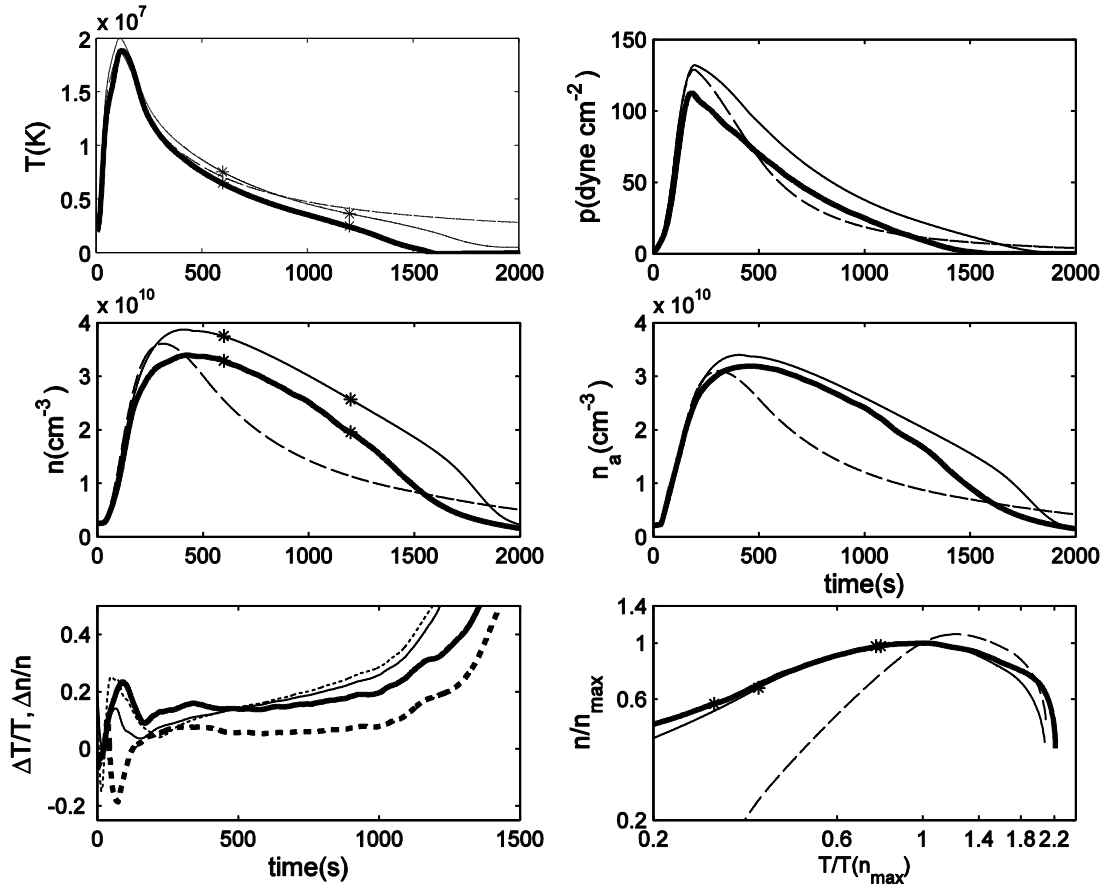 x 10^7
T(K)
2
1.5
1
0.5
0
0 500 1000 1500 2000
p(dyne cm^-2)
150
100
50
0
0 500 1000 1500 2000
x 10^10
n(cm^-3)
4
3
2
1
0
0 500 1000 1500 2000
x 10^10
n_a(cm^-3)
4
3
2
1
0
0 500 1000 1500 2000
time(s)
ΔT/T, Δn/n
0.4
0.2
0
-0.2
0 500 1000 1500
time(s)
n/n_max
1.4
1
0.6
0.2
0.2 0.6 1 1.4 1.8 2.2
T/T(n_max)